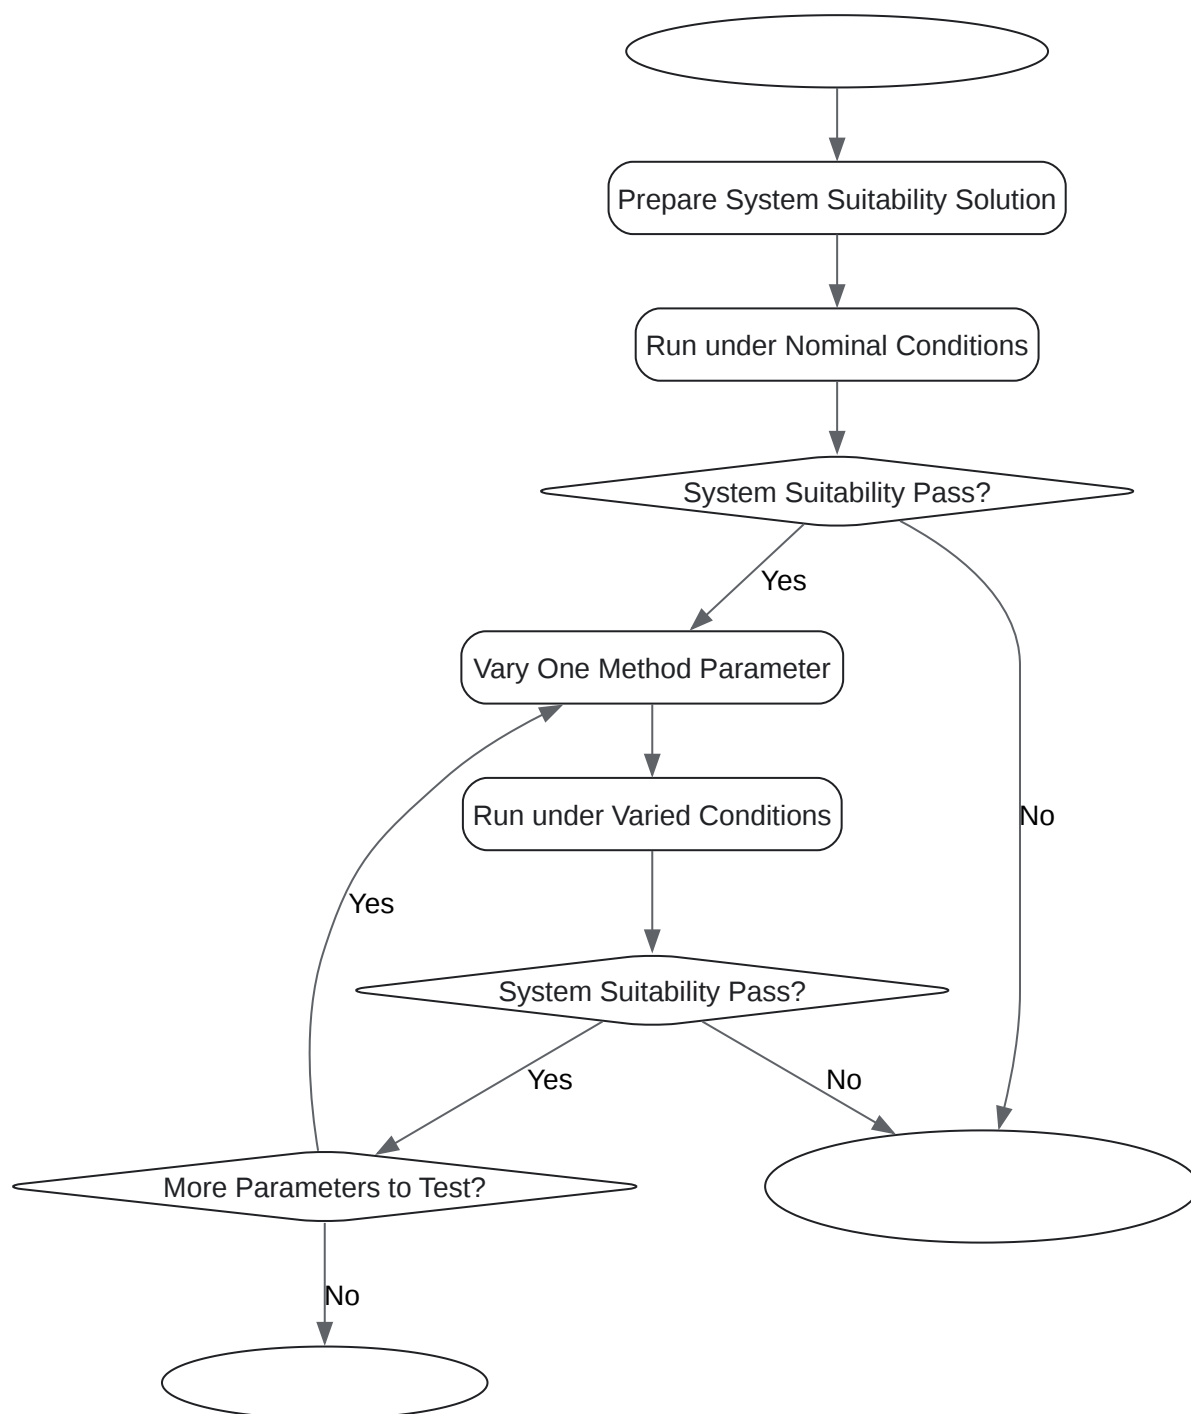 Prepare System Suitability Solution
Run under Nominal Conditions
System Suitability Pass?
Yes
Vary One Method Parameter
Run under Varied Conditions
No
Yes
System Suitability Pass?
Yes
No
More Parameters to Test?
No